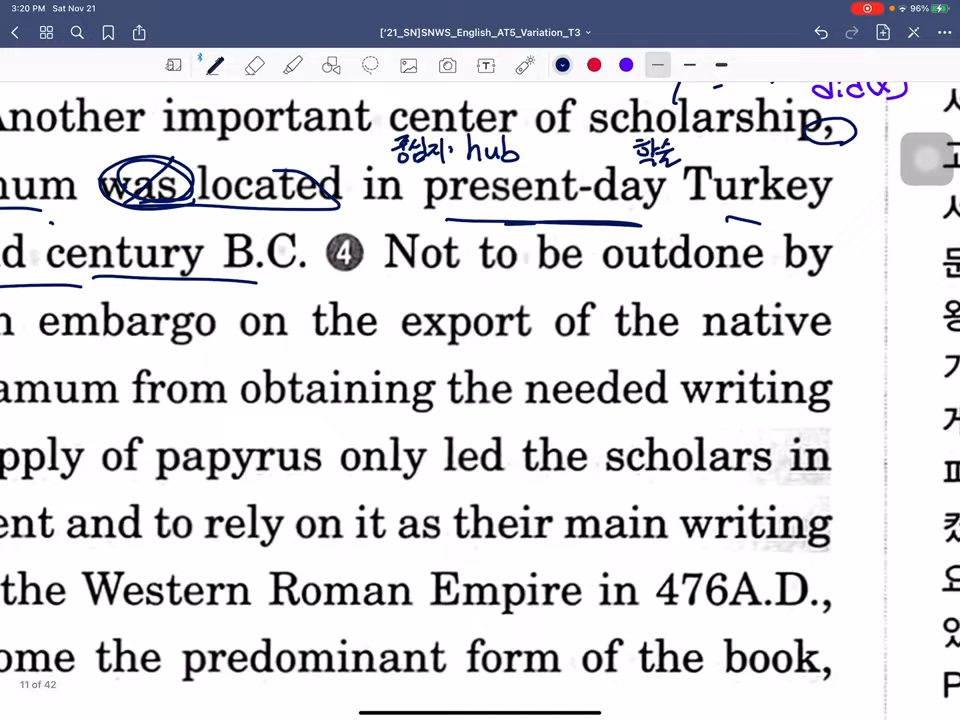 3:20 PM Sat Nov 21
96%
['21_SN]SNWS_English_AT5_Variation_T3
Another important center of scholarship,
중심지· hub 학술
num was located in present-day Turkey
d century B.C. ❹ Not to be outdone by
n embargo on the export of the native
amum from obtaining the needed writing
pply of papyrus only led the scholars in
ent and to rely on it as their main writing
the Western Roman Empire in 476A.D.,
ome the predominant form of the book,
11 of 42